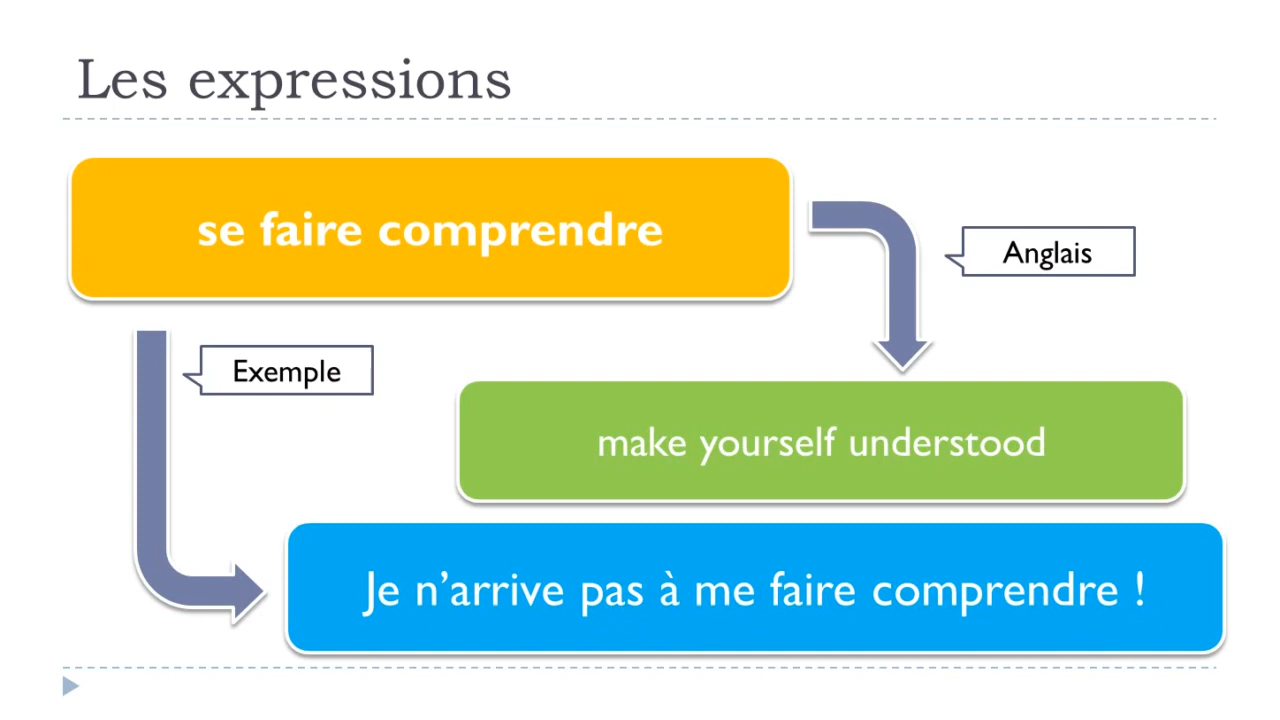 Les expressions
se faire comprendre
Anglais
Exemple
make yourself understood
Je n’arrive pas à me faire comprendre !